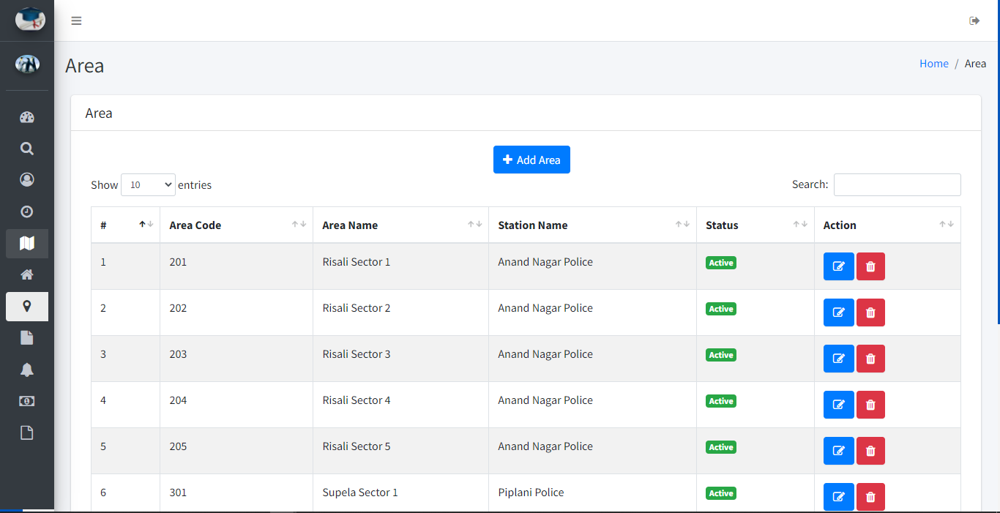 Area
Home / Area
Area
Add Area
Show 10 entries
Search:
# Area Code Area Name Station Name Status Action
1 201 Risali Sector 1 Anand Nagar Police Active
2 202 Risali Sector 2 Anand Nagar Police Active
3 203 Risali Sector 3 Anand Nagar Police Active
4 204 Risali Sector 4 Anand Nagar Police Active
5 205 Risali Sector 5 Anand Nagar Police Active
6 301 Supela Sector 1 Piplani Police Active